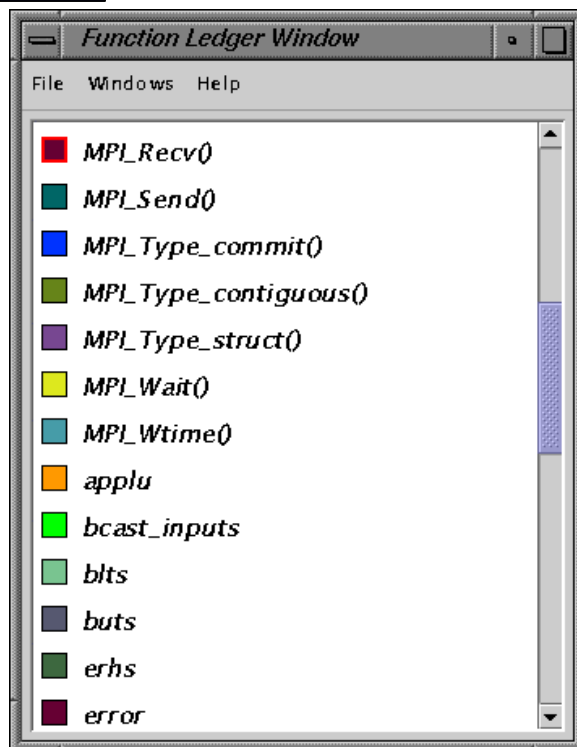 Function Ledger Window
File Windows Help
MPI_Recv()
MPI_Send()
MPI_Type_commit()
MPI_Type_contiguous()
MPI_Type_struct()
MPI_Wait()
MPI_Wtime()
applu
bcast_inputs
blts
buts
erhs
error